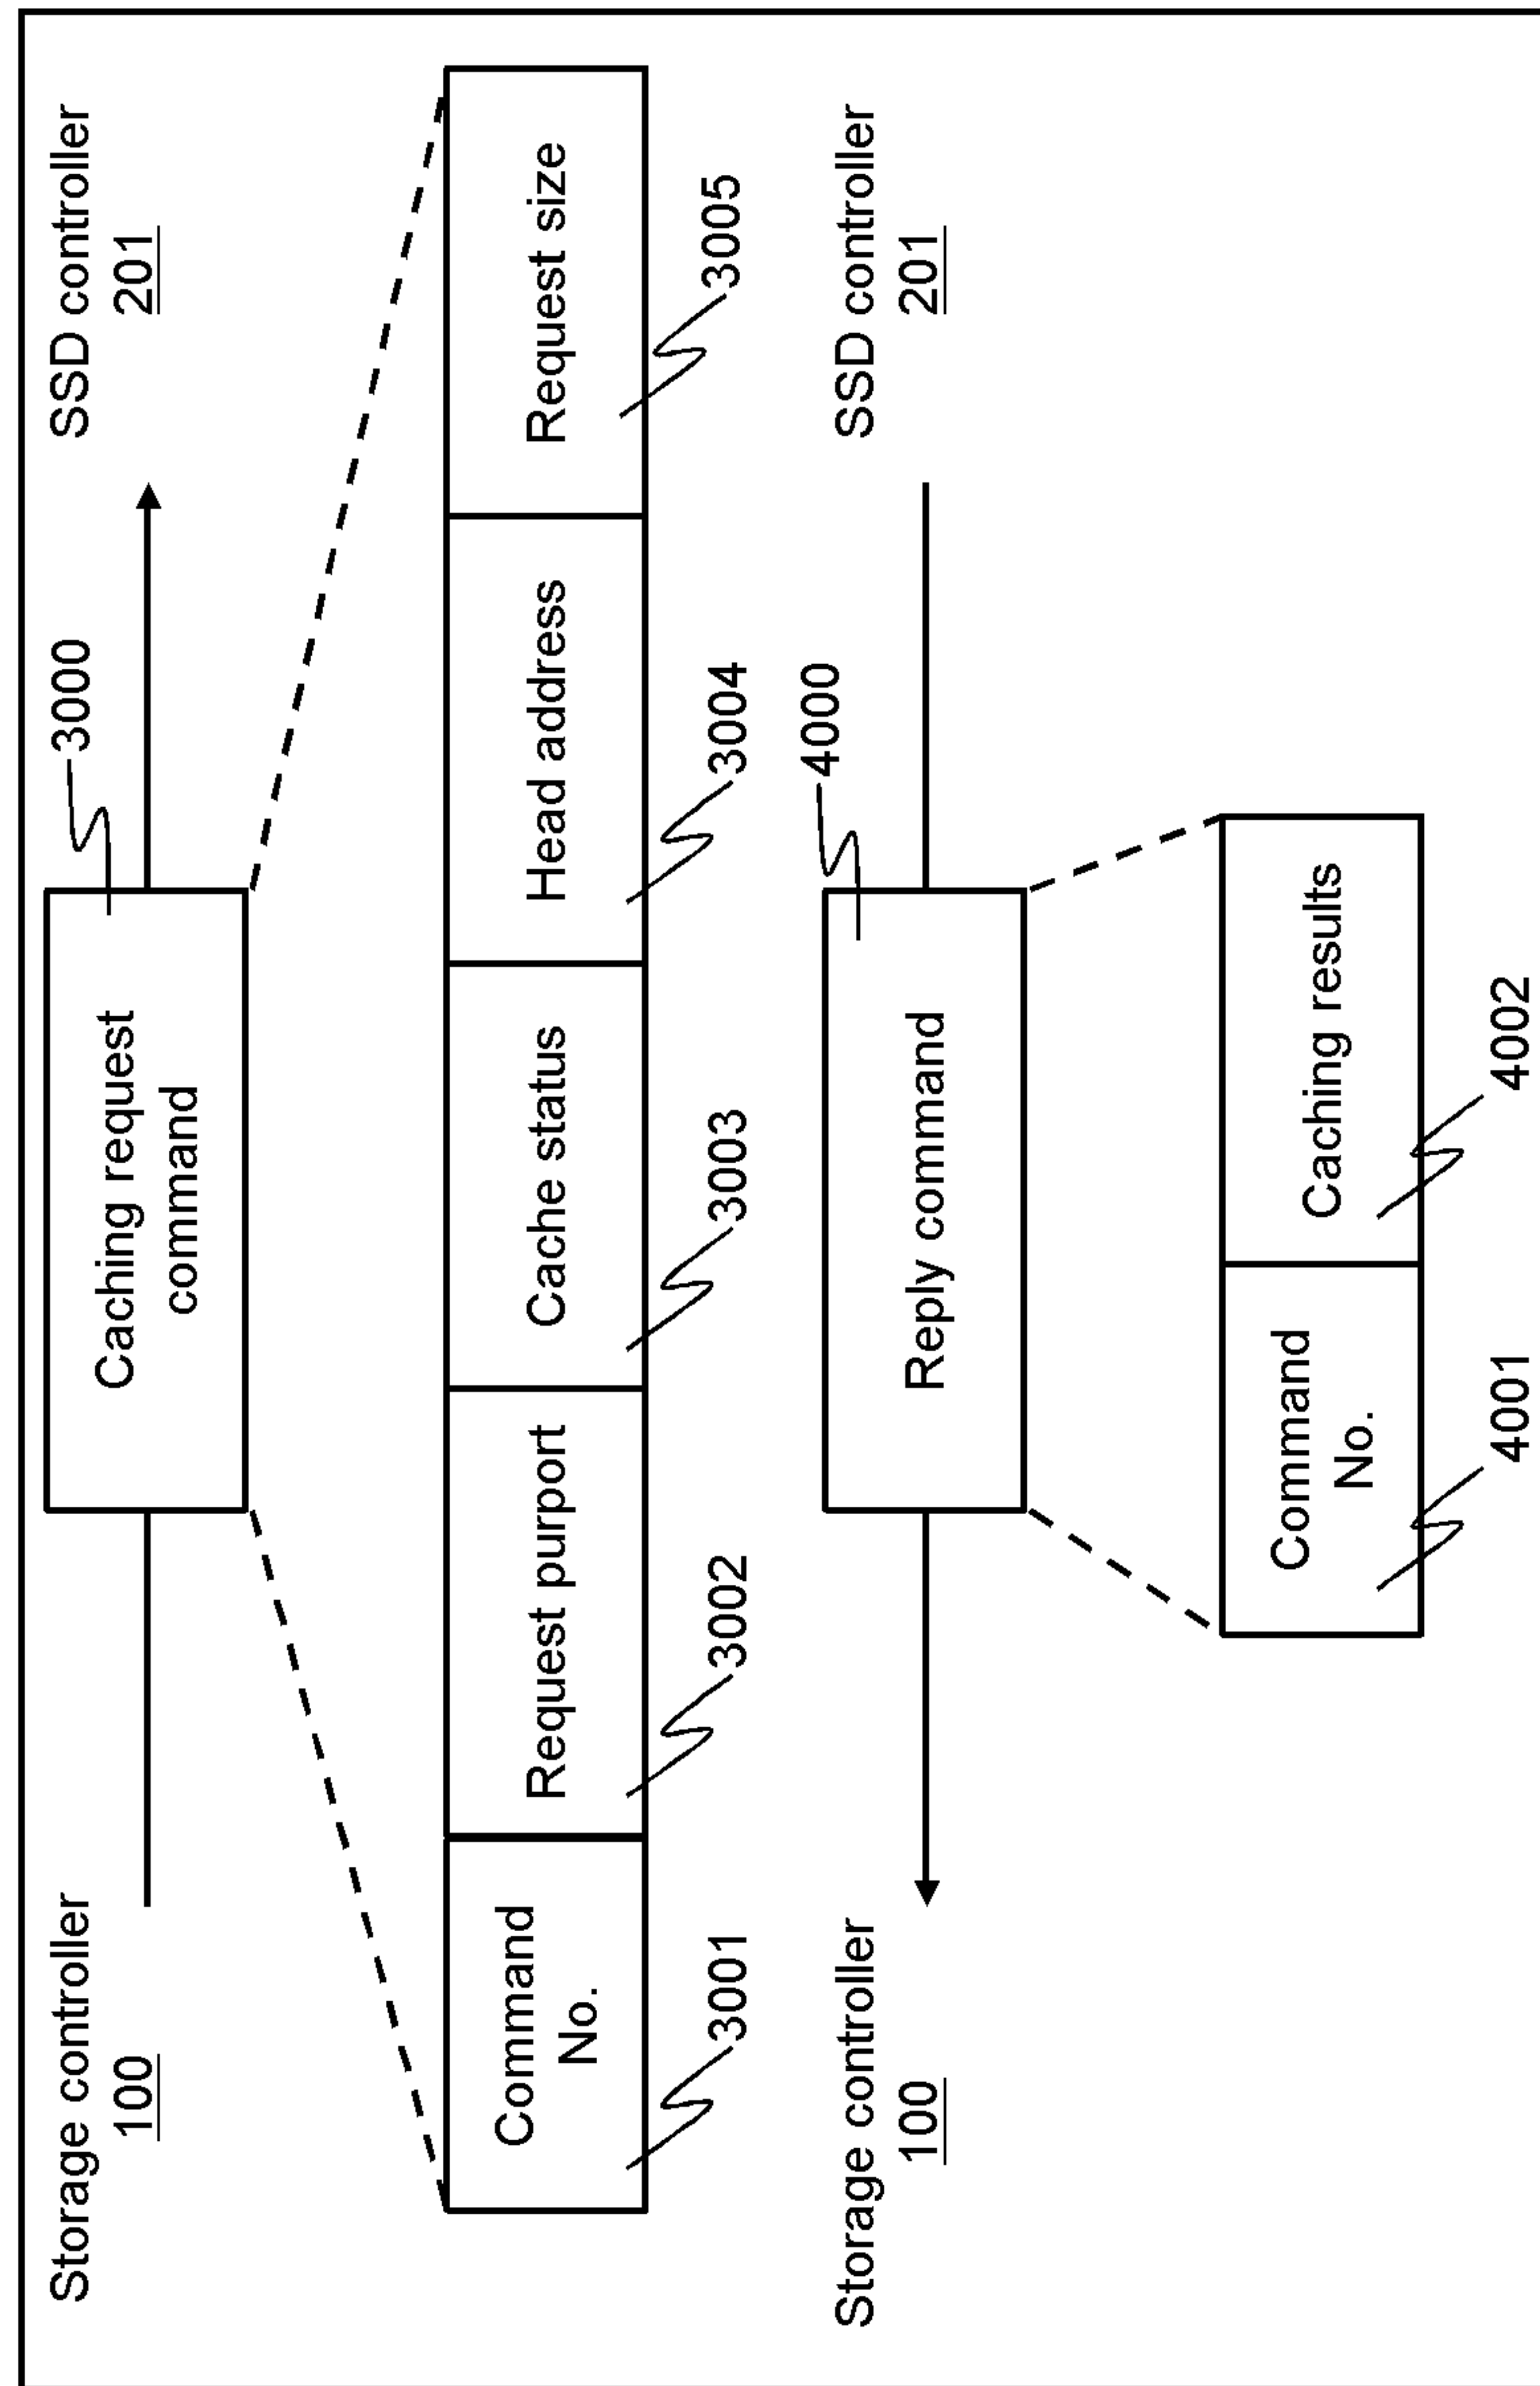 Storage controller
100
Caching request
command
3000
SSD controller
201
Command
No.
Request purport
Cache status
Head address
Request size
3001
3002
3003
3004
3005
Storage controller
100
Reply command
4000
SSD controller
201
Command
No.
Caching results
4001
4002